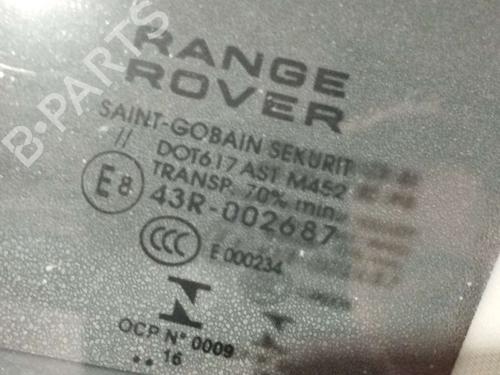 B-PARTS
RANGE
ROVER
SAINT-GOBAIN SEKURIT
// DOT617 AS1 M452
TRANSP. 70% min.
E8 43R-002687
CCC E 000234
OCP N° 0009
.. 16